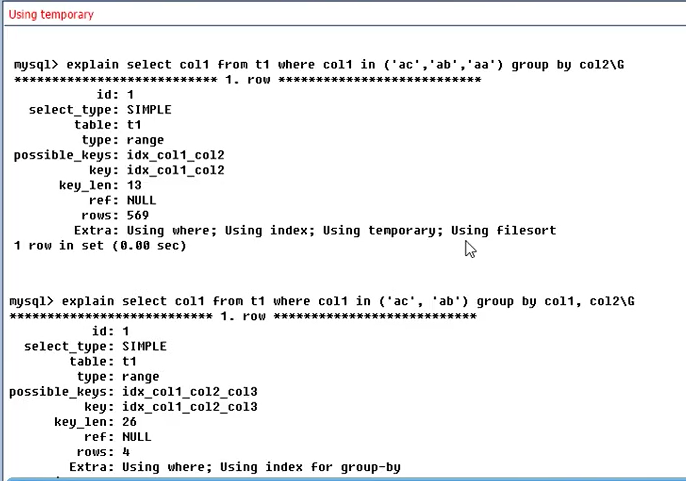 Using temporary
mysql> explain select col1 from t1 where col1 in ('ac','ab','aa') group by col2\G
*************************** 1. row ***************************
id: 1
select_type: SIMPLE
table: t1
type: range
possible_keys: idx_col1_col2
key: idx_col1_col2
key_len: 13
ref: NULL
rows: 569
Extra: Using where; Using index; Using temporary; Using filesort
1 row in set (0.00 sec)
mysql> explain select col1 from t1 where col1 in ('ac', 'ab') group by col1, col2\G
*************************** 1. row ***************************
id: 1
select_type: SIMPLE
table: t1
type: range
possible_keys: idx_col1_col2_col3
key: idx_col1_col2_col3
key_len: 26
ref: NULL
rows: 4
Extra: Using where; Using index for group-by